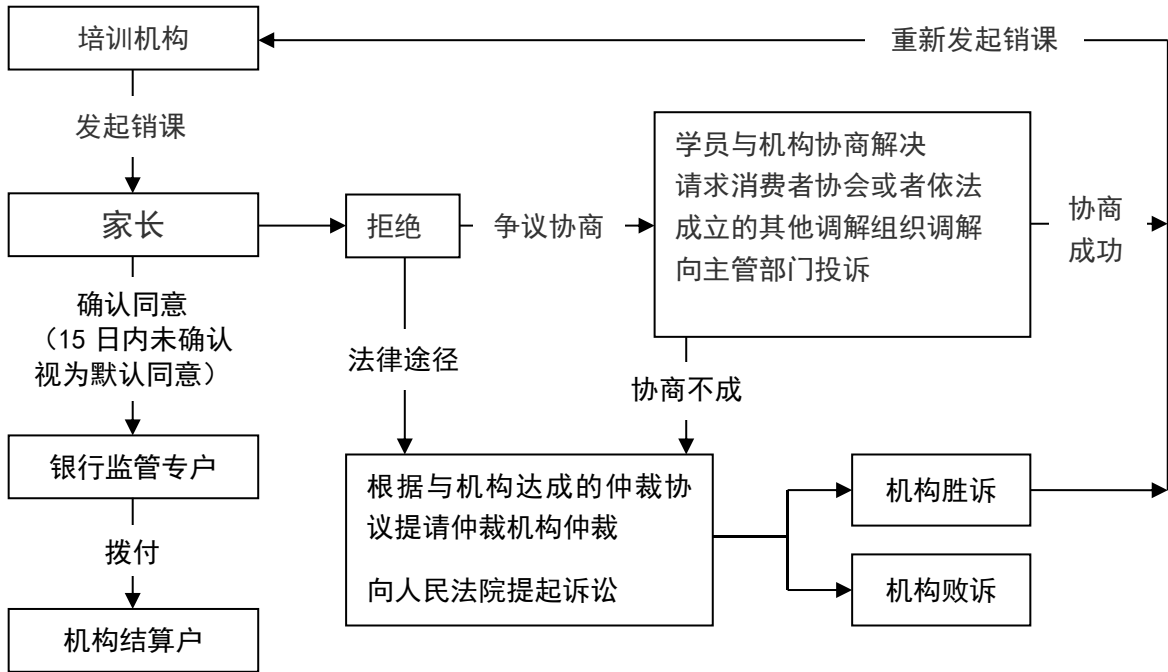 培训机构
重新发起销课
发起销课
学员与机构协商解决
请求消费者协会或者依法
成立的其他调解组织调解
向主管部门投诉
家长
拒绝
争议协商
协商
成功
确认同意
（15 日内未确认
视为默认同意）
法律途径
协商不成
银行监管专户
根据与机构达成的仲裁协
议提请仲裁机构仲裁
向人民法院提起诉讼
机构胜诉
拨付
机构败诉
机构结算户